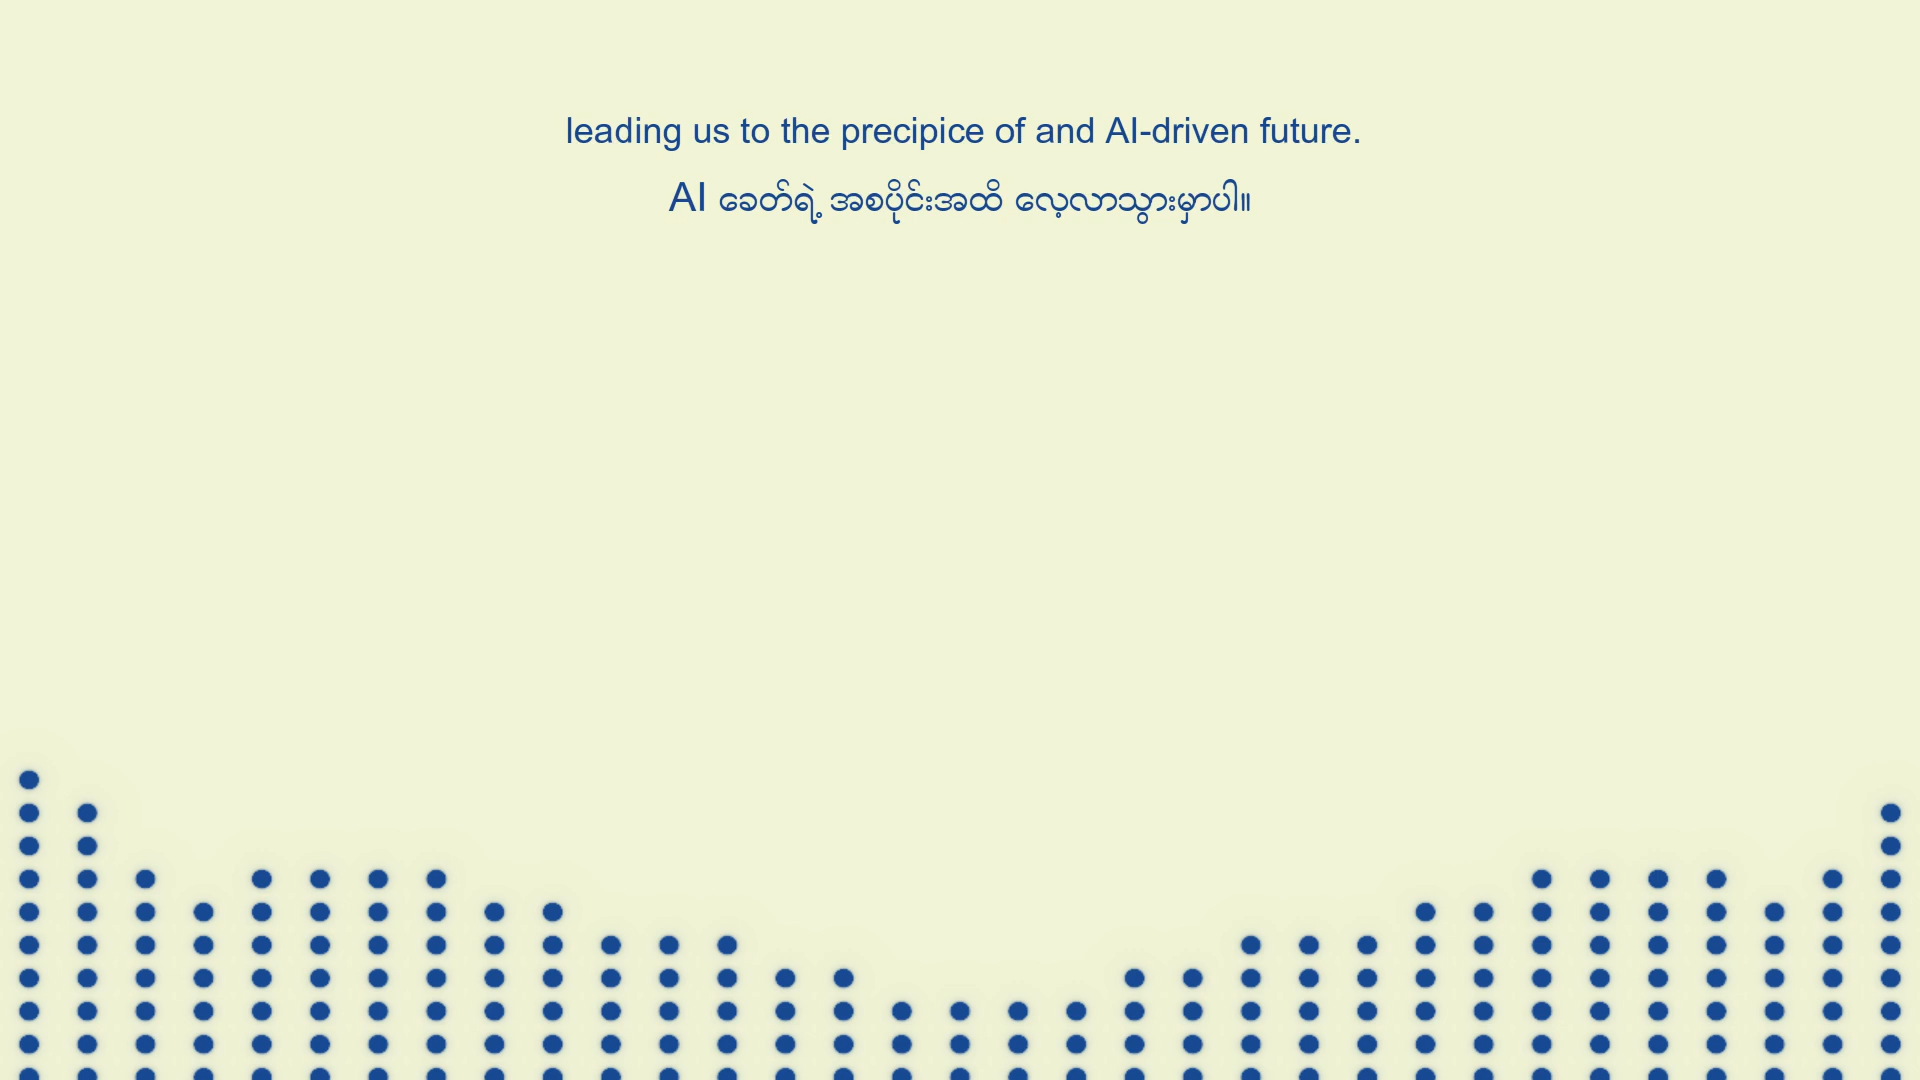 leading us to the precipice of and AI-driven future.
AI ခေတ်ရဲ့ အစပိုင်းအထိ လေ့လာသွားမှာပါ။